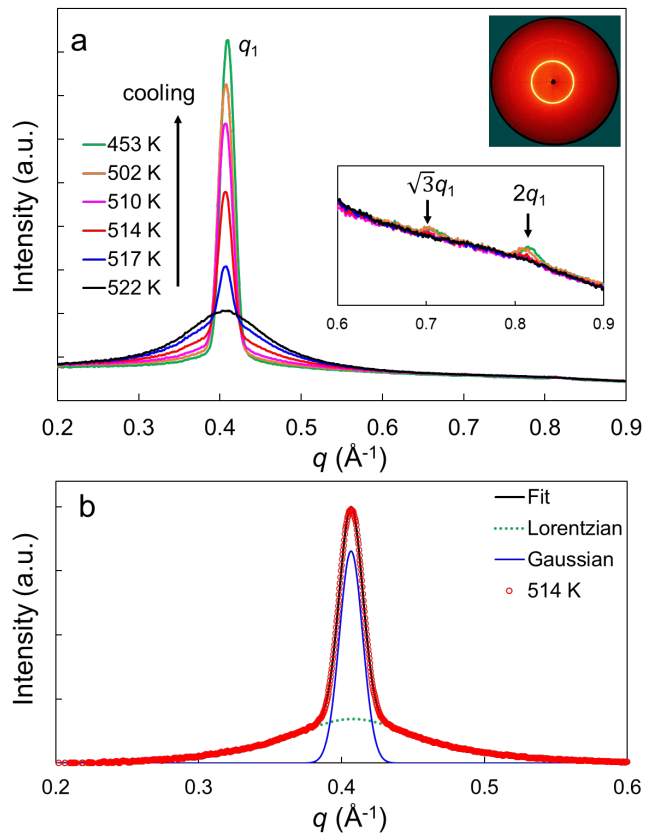 a
q₁
cooling
453 K
502 K
510 K
514 K
517 K
522 K
√3q₁
2q₁
0.6 0.7 0.8 0.9
Intensity (a.u.)
0.2 0.3 0.4 0.5 0.6 0.7 0.8 0.9
q (Å⁻¹)
b
Fit
Lorentzian
Gaussian
514 K
Intensity (a.u.)
0.2 0.3 0.4 0.5 0.6
q (Å⁻¹)